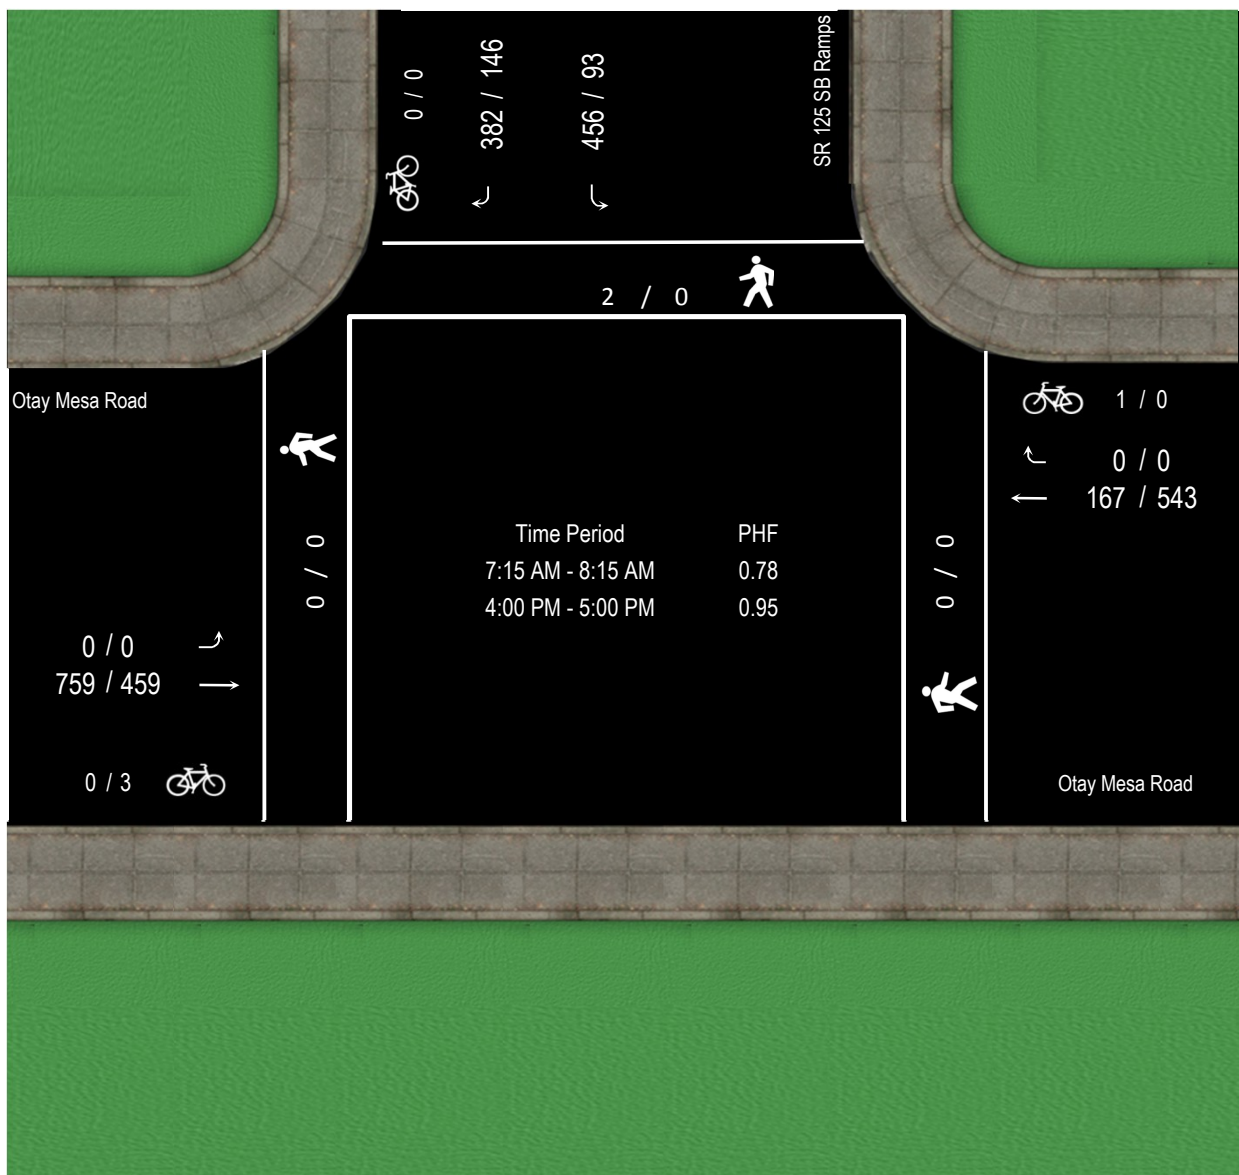 0 / 0
382 / 146
456 / 93
SR 125 SB Ramps
2 / 0
Otay Mesa Road
1 / 0
0 / 0
167 / 543
0 / 0
Time Period PHF
7:15 AM - 8:15 AM 0.78
4:00 PM - 5:00 PM 0.95
0 / 0
0 / 0
759 / 459
0 / 3
Otay Mesa Road